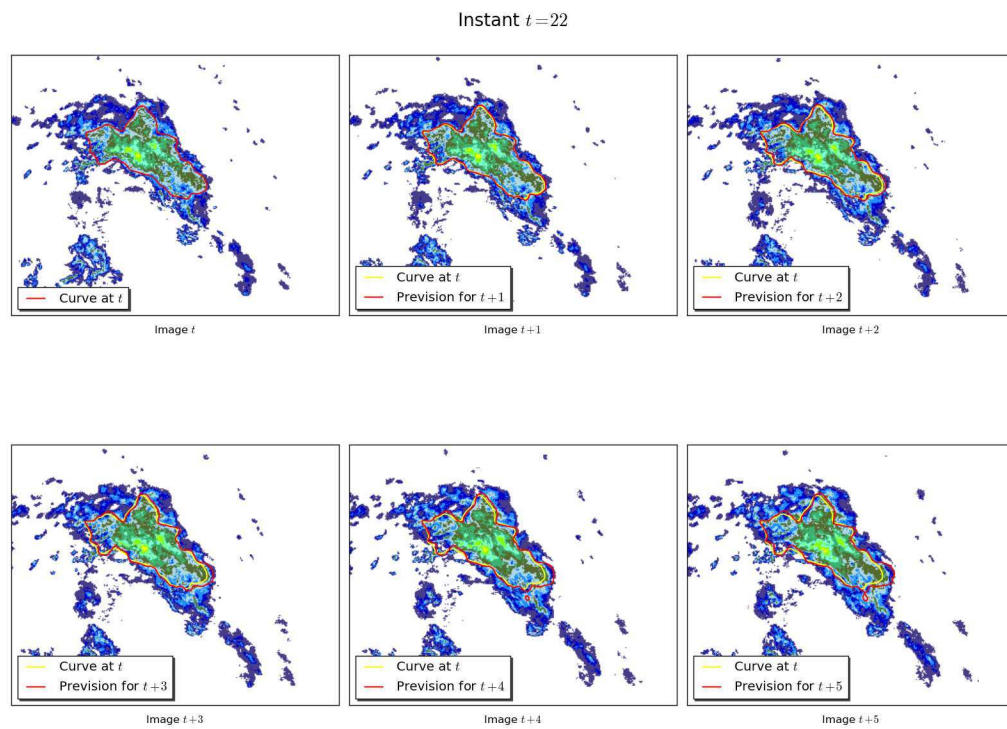 Instant t=22
Curve at t
Image t
Curve at t
Prevision for t+1
Image t+1
Curve at t
Prevision for t+2
Image t+2
Curve at t
Prevision for t+3
Image t+3
Curve at t
Prevision for t+4
Image t+4
Curve at t
Prevision for t+5
Image t+5